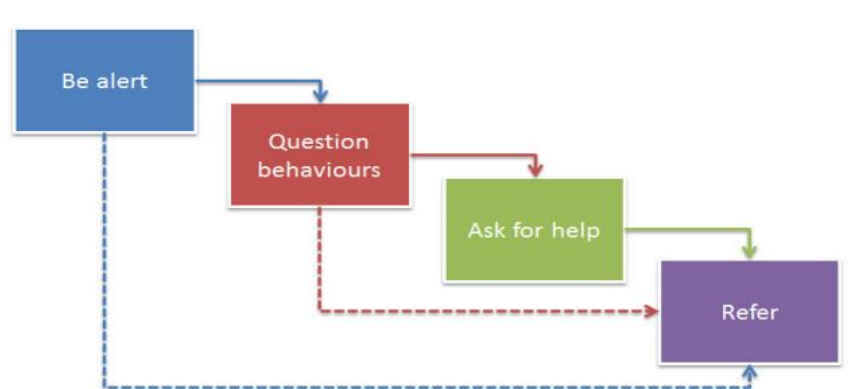 Be alert
Question
behaviours
Ask for help
Refer